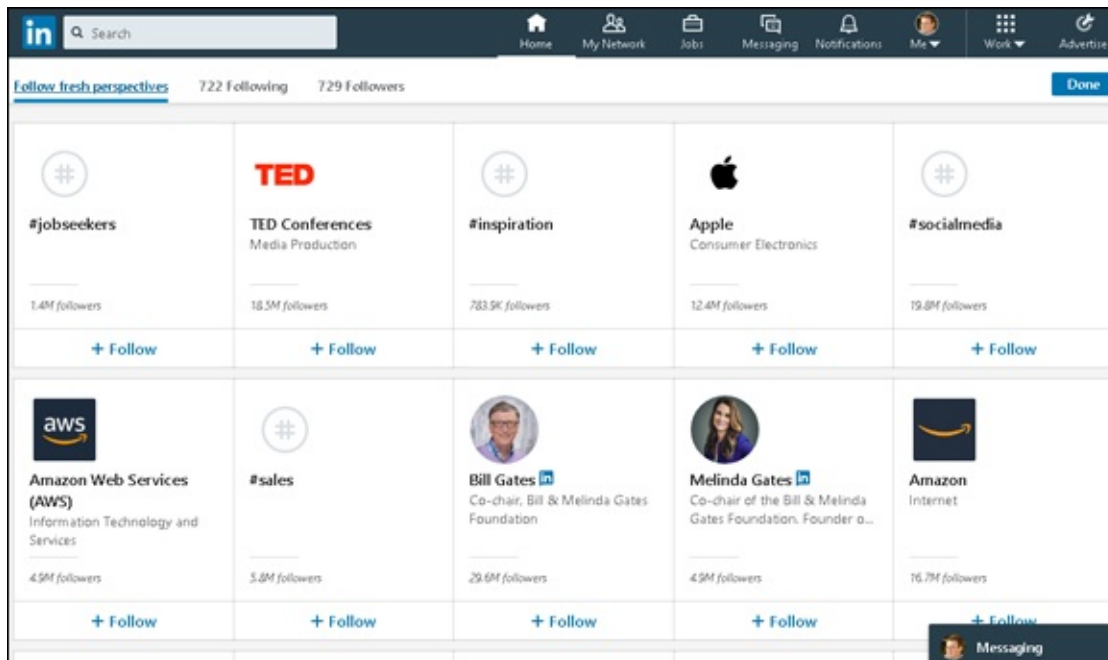 in Search Home My Network Jobs Messaging Notifications Me Work Advertise
Follow fresh perspectives 722 Following 729 Followers Done
TED
#jobseekers TED Conferences #inspiration Apple #socialmedia
Media Production Consumer Electronics
1.4M followers 18.5M followers 783.9K followers 12.4M followers 19.8M followers
+ Follow + Follow + Follow + Follow + Follow
aws
Amazon Web Services (AWS)
Information Technology and Services
4.9M followers
+ Follow
#sales
5.8M followers
+ Follow
Bill Gates in
Co-chair, Bill & Melinda Gates
Foundation
29.6M followers
+ Follow
Melinda Gates in
Co-chair of the Bill & Melinda
Gates Foundation. Founder o...
4.9M followers
+ Follow
Amazon
Internet
16.7M followers
+ Follow
Messaging